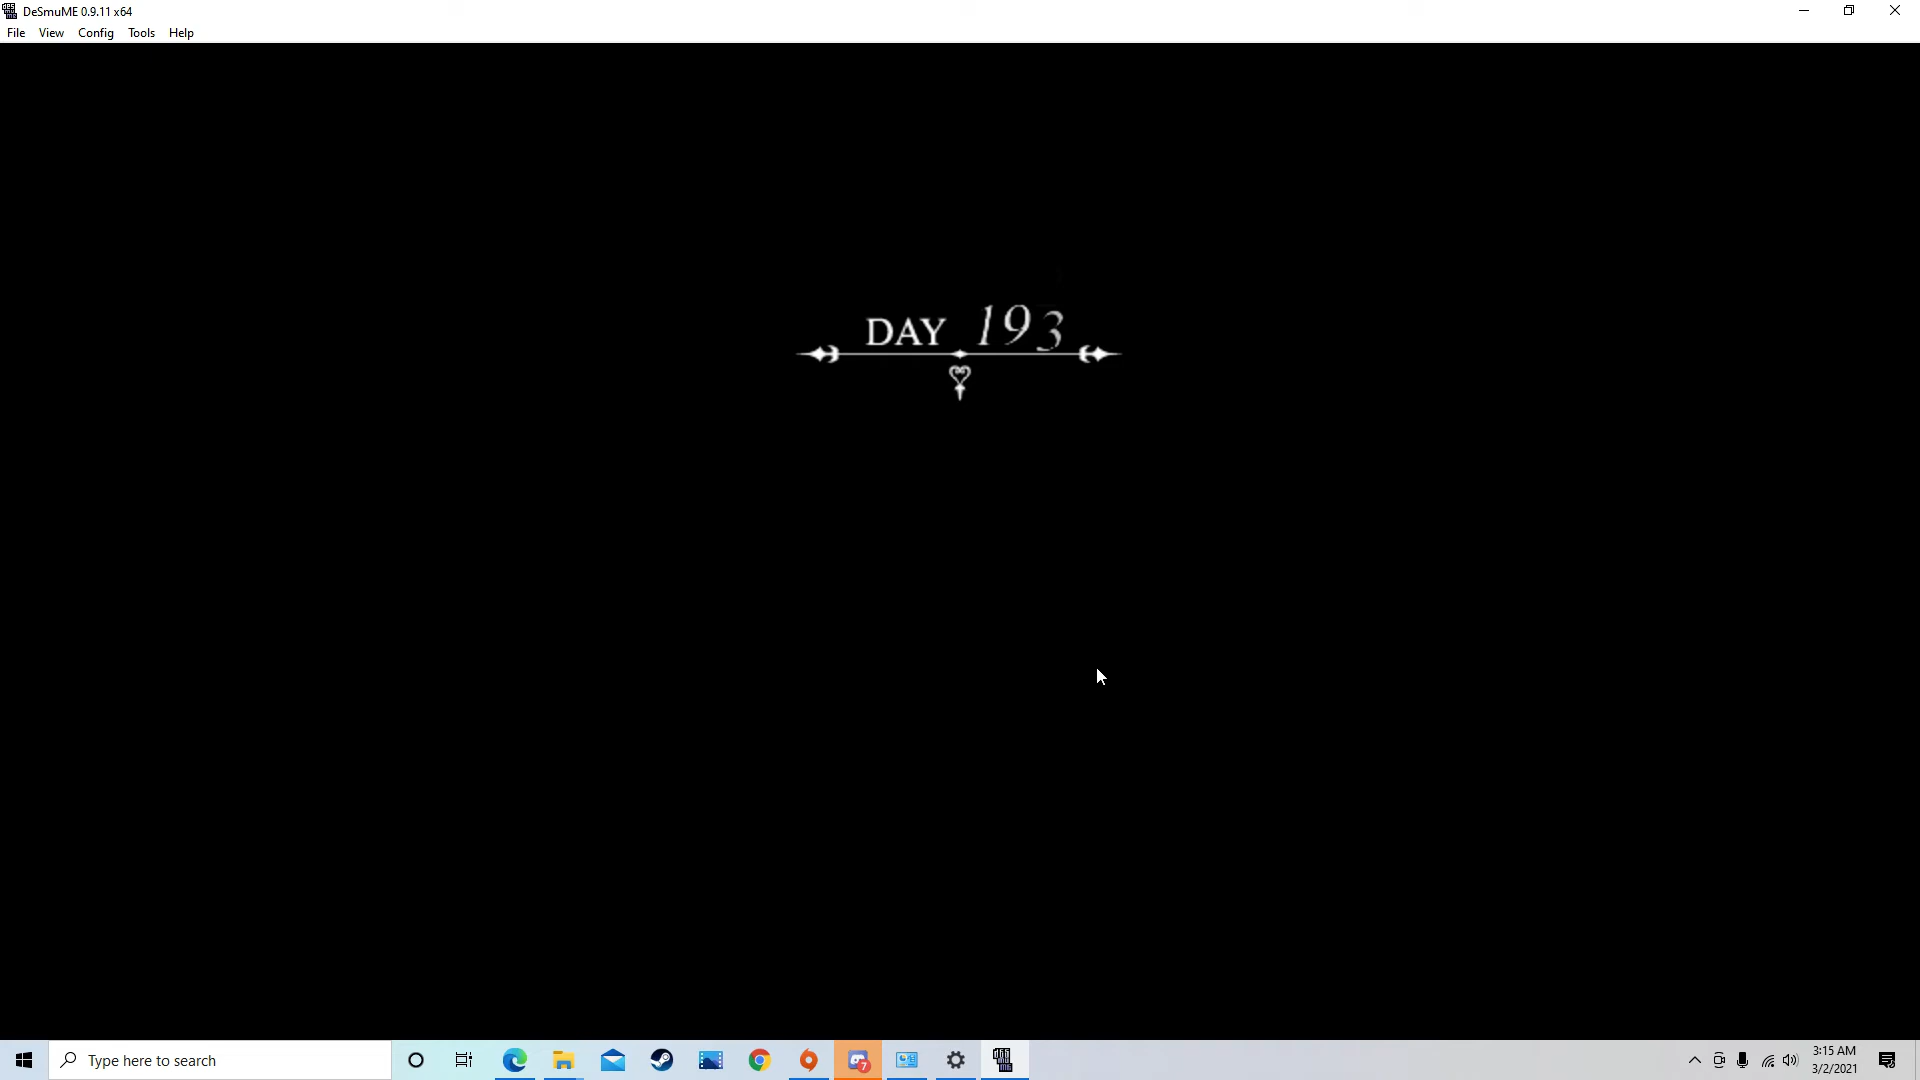 DeSmuME 0.9.11 x64
File View Config Tools Help
DAY 193
Type here to search
7
3:15 AM
3/2/2021